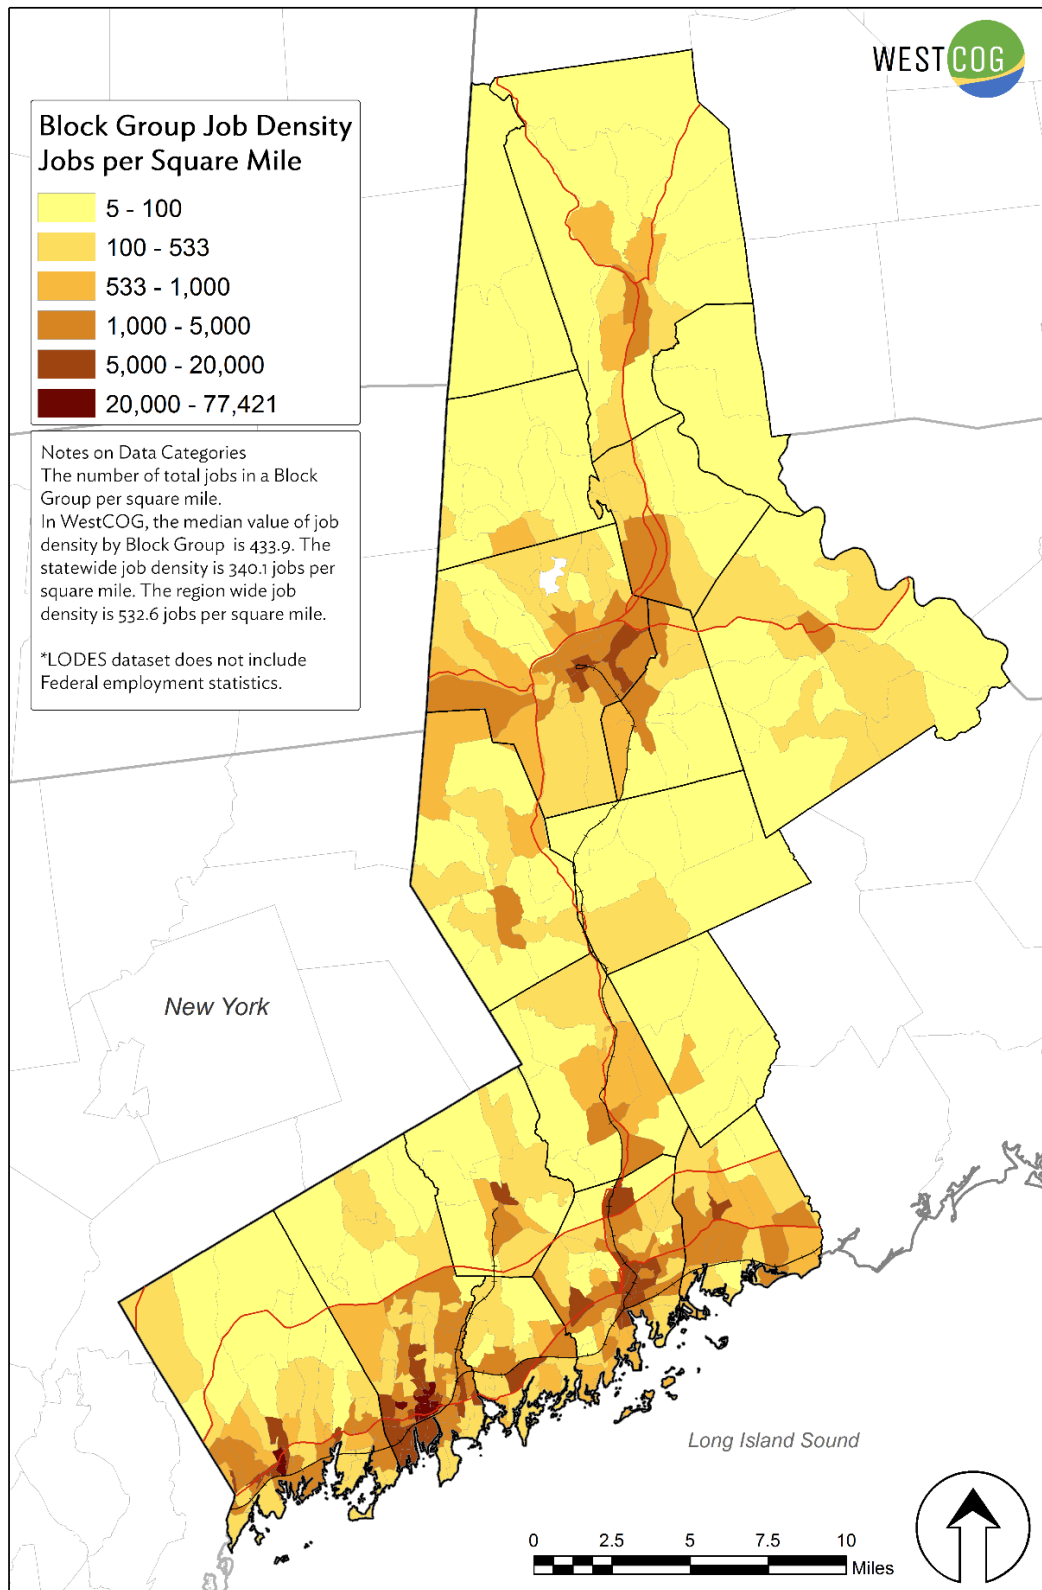 WESTCOG
Block Group Job Density
Jobs per Square Mile
5 - 100
100 - 533
533 - 1,000
1,000 - 5,000
5,000 - 20,000
20,000 - 77,421
Notes on Data Categories
The number of total jobs in a Block
Group per square mile.
In WestCOG, the median value of job
density by Block Group is 433.9. The
statewide job density is 340.1 jobs per
square mile. The region wide job
density is 532.6 jobs per square mile.
*LODES dataset does not include
Federal employment statistics.
New York
Long Island Sound
0 2.5 5 7.5 10
Miles